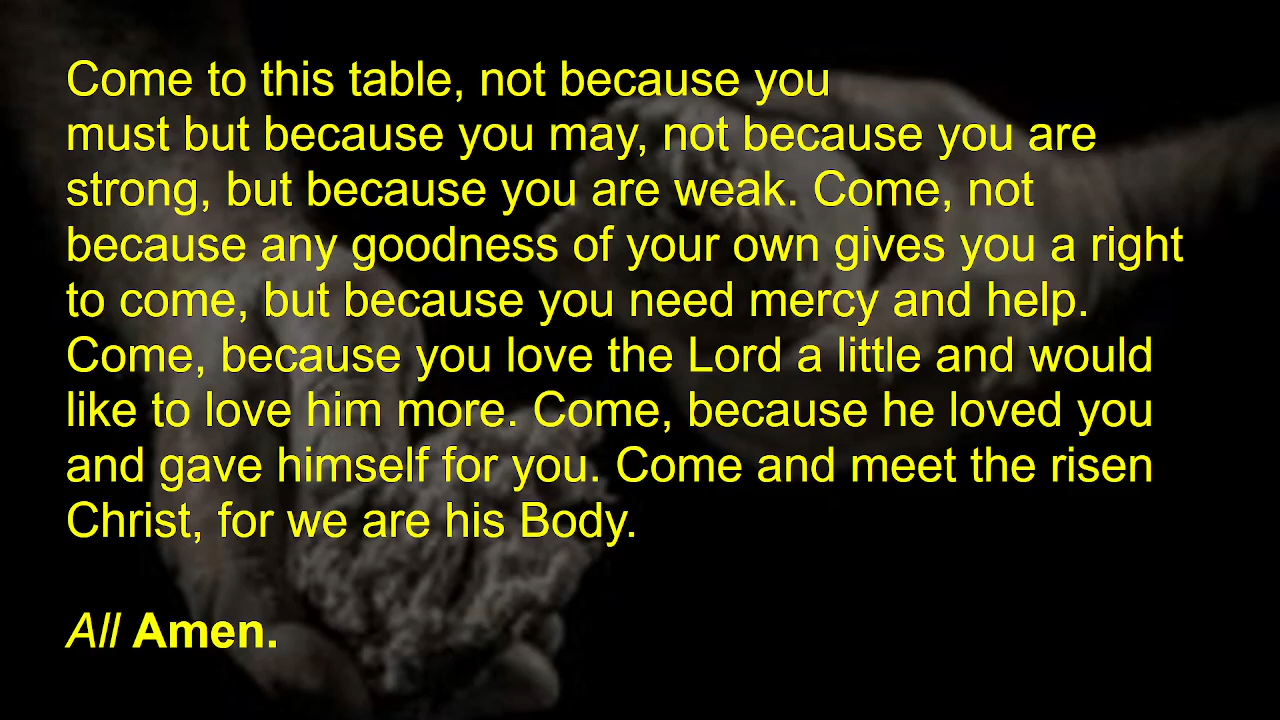 Come to this table, not because you
must but because you may, not because you are
strong, but because you are weak. Come, not
because any goodness of your own gives you a right
to come, but because you need mercy and help.
Come, because you love the Lord a little and would
like to love him more. Come, because he loved you
and gave himself for you. Come and meet the risen
Christ, for we are his Body.
All Amen.